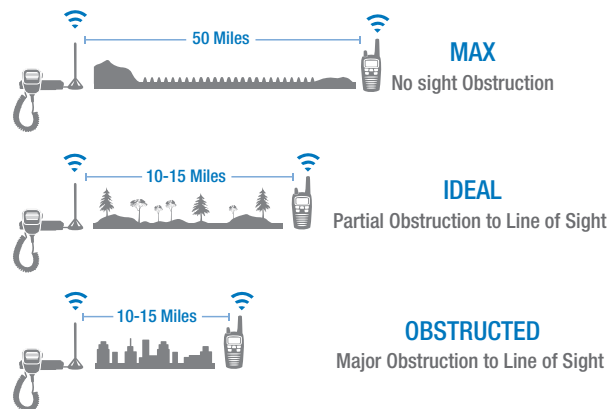 50 Miles
MAX
No sight Obstruction
10-15 Miles
IDEAL
Partial Obstruction to Line of Sight
10-15 Miles
OBSTRUCTED
Major Obstruction to Line of Sight